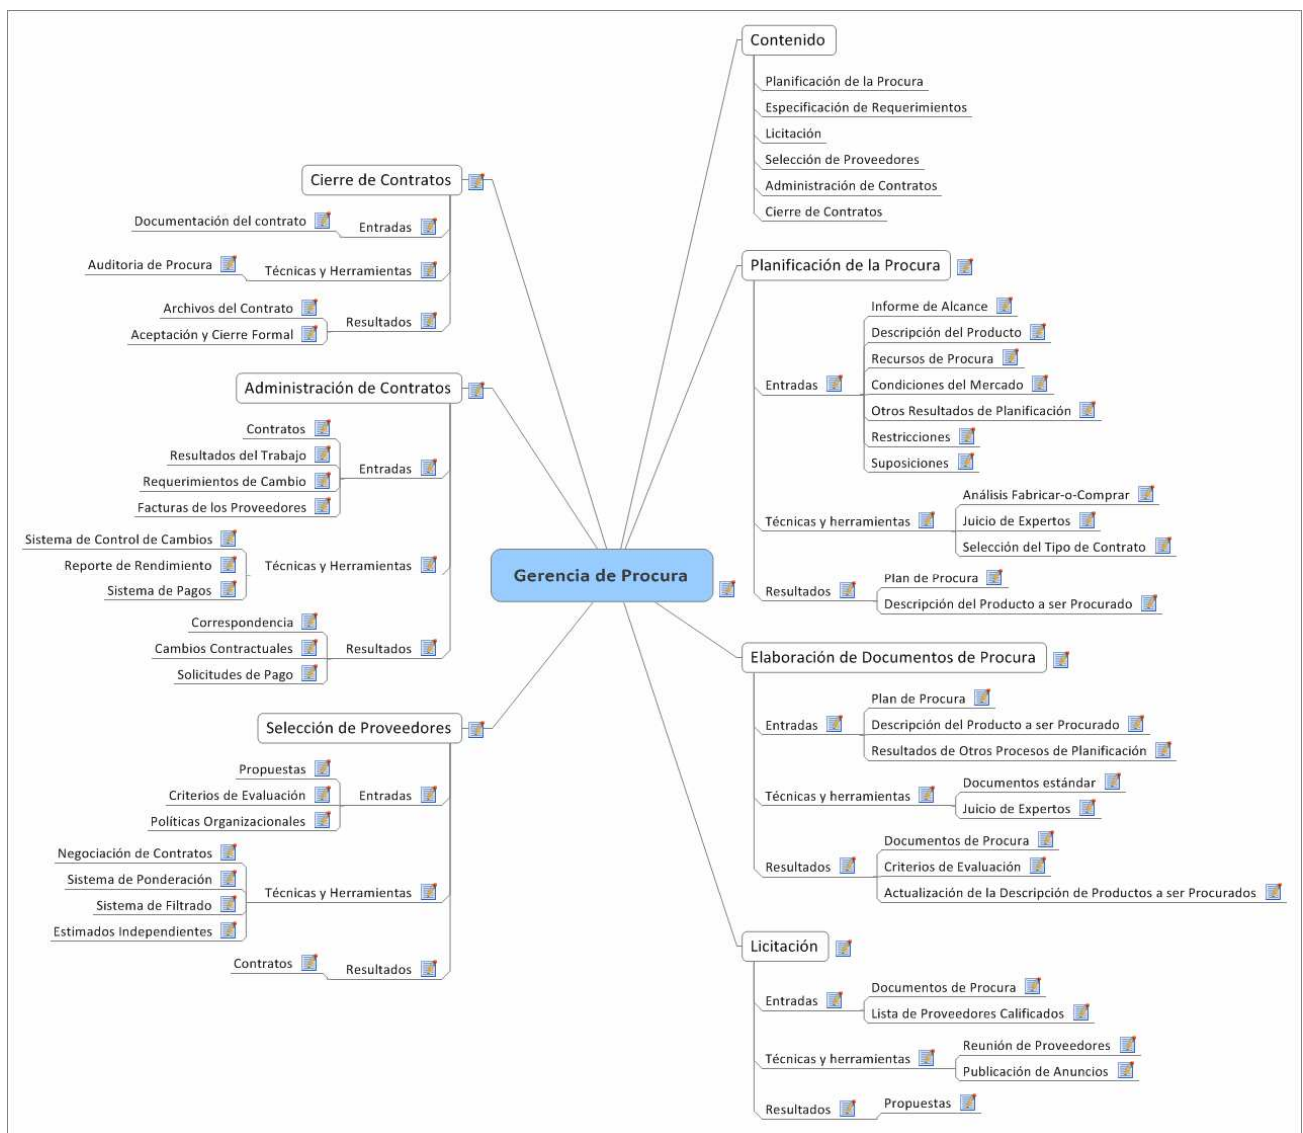 Gerencia de Procura
Contenido
Planificación de la Procura
Especificación de Requerimientos
Licitación
Selección de Proveedores
Administración de Contratos
Cierre de Contratos
Planificación de la Procura
Entradas
Informe de Alcance
Descripción del Producto
Recursos de Procura
Condiciones del Mercado
Otros Resultados de Planificación
Restricciones
Suposiciones
Técnicas y herramientas
Análisis Fabricar-o-Comprar
Juicio de Expertos
Selección del Tipo de Contrato
Resultados
Plan de Procura
Descripción del Producto a ser Procurado
Elaboración de Documentos de Procura
Entradas
Plan de Procura
Descripción del Producto a ser Procurado
Resultados de Otros Procesos de Planificación
Técnicas y herramientas
Documentos estándar
Juicio de Expertos
Resultados
Documentos de Procura
Criterios de Evaluación
Actualización de la Descripción de Productos a ser Procurados
Licitación
Entradas
Documentos de Procura
Lista de Proveedores Calificados
Técnicas y herramientas
Reunión de Proveedores
Publicación de Anuncios
Resultados
Propuestas
Selección de Proveedores
Entradas
Propuestas
Criterios de Evaluación
Políticas Organizacionales
Técnicas y Herramientas
Negociación de Contratos
Sistema de Ponderación
Sistema de Filtrado
Estimados Independientes
Resultados
Contratos
Administración de Contratos
Entradas
Contratos
Resultados del Trabajo
Requerimientos de Cambio
Facturas de los Proveedores
Técnicas y Herramientas
Sistema de Control de Cambios
Reporte de Rendimiento
Sistema de Pagos
Resultados
Correspondencia
Cambios Contractuales
Solicitudes de Pago
Cierre de Contratos
Entradas
Documentación del contrato
Técnicas y Herramientas
Auditoria de Procura
Resultados
Archivos del Contrato
Aceptación y Cierre Formal